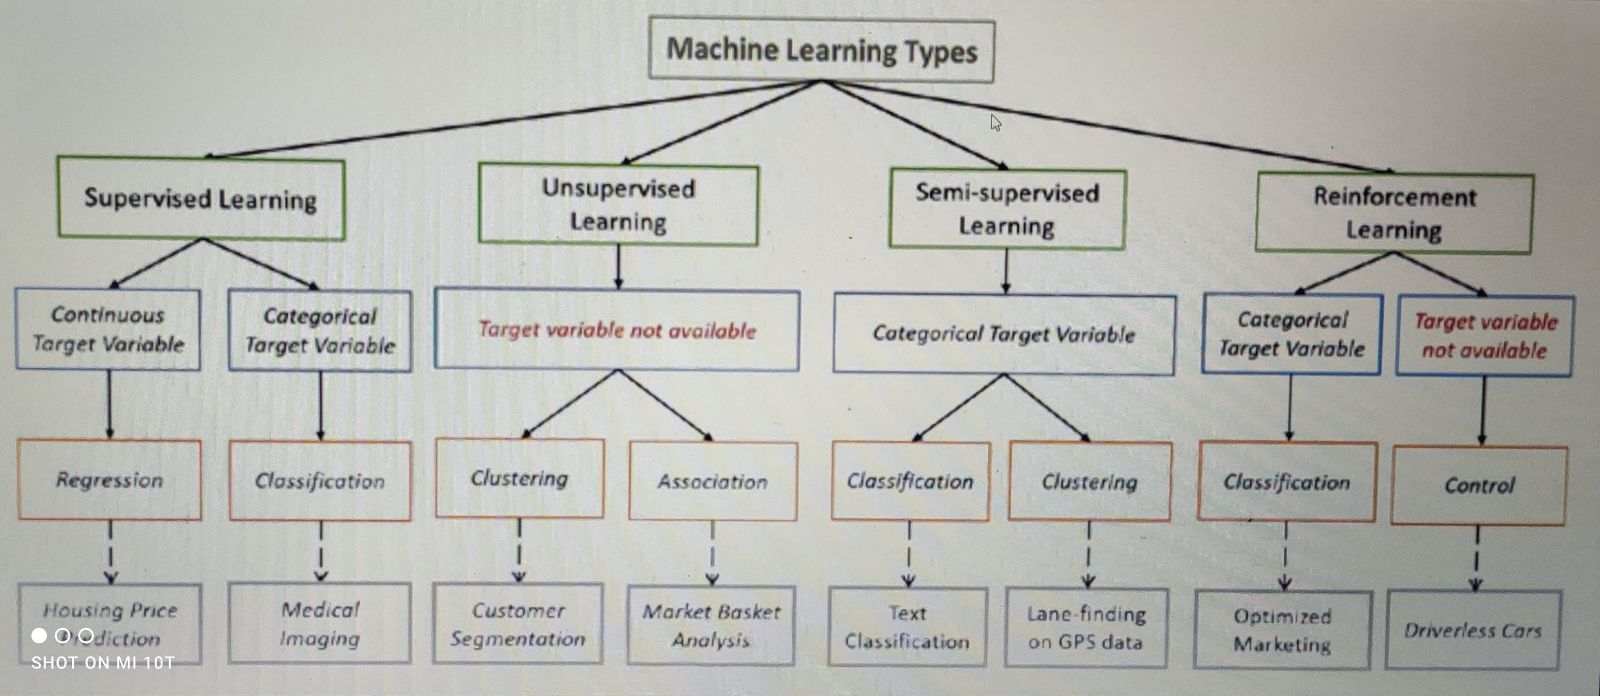 Machine Learning Types
Supervised Learning
Unsupervised
Learning
Semi-supervised
Learning
Reinforcement
Learning
Continuous
Target Variable
Categorical
Target Variable
Target variable not available
Categorical Target Variable
Categorical
Target Variable
Target variable
not available
Regression
Classification
Clustering
Association
Classification
Clustering
Classification
Control
Housing Price
Prediction
Medical
Imaging
Customer
Segmentation
Market Basket
Analysis
Text
Classification
Lane-finding
on GPS data
Optimized
Marketing
Driverless Cars
SHOT ON MI 10T